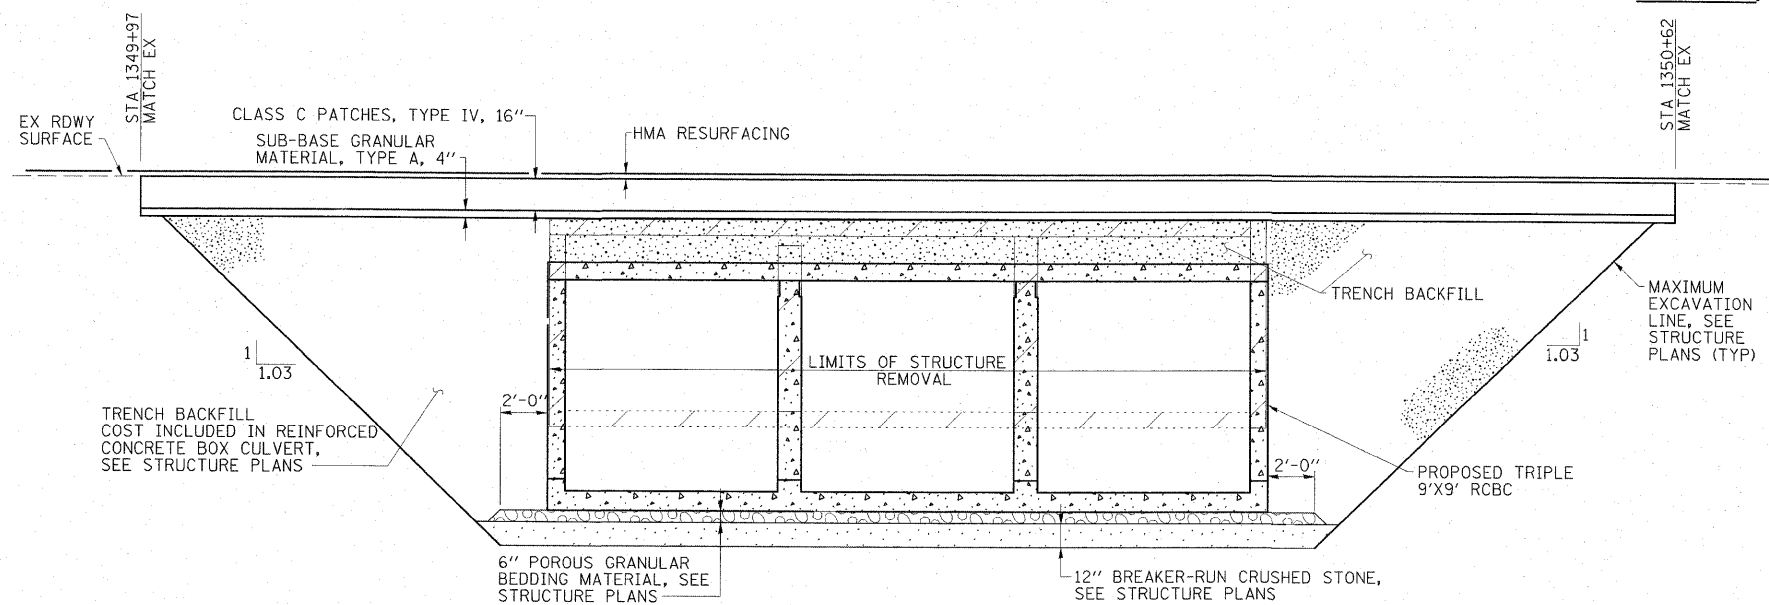 STA 1349+97
MATCH EX
STA 1350+62
MATCH EX
EX RDWY
SURFACE
CLASS C PATCHES, TYPE IV, 16"
SUB-BASE GRANULAR
MATERIAL, TYPE A, 4"
HMA RESURFACING
TRENCH BACKFILL
MAXIMUM
EXCAVATION
LINE, SEE
STRUCTURE
PLANS (TYP)
1
1.03
1
1.03
LIMITS OF STRUCTURE
REMOVAL
2'-0"
2'-0"
TRENCH BACKFILL
COST INCLUDED IN REINFORCED
CONCRETE BOX CULVERT,
SEE STRUCTURE PLANS
PROPOSED TRIPLE
9'X9' RCBC
6" POROUS GRANULAR
BEDDING MATERIAL, SEE
STRUCTURE PLANS
12" BREAKER-RUN CRUSHED STONE,
SEE STRUCTURE PLANS